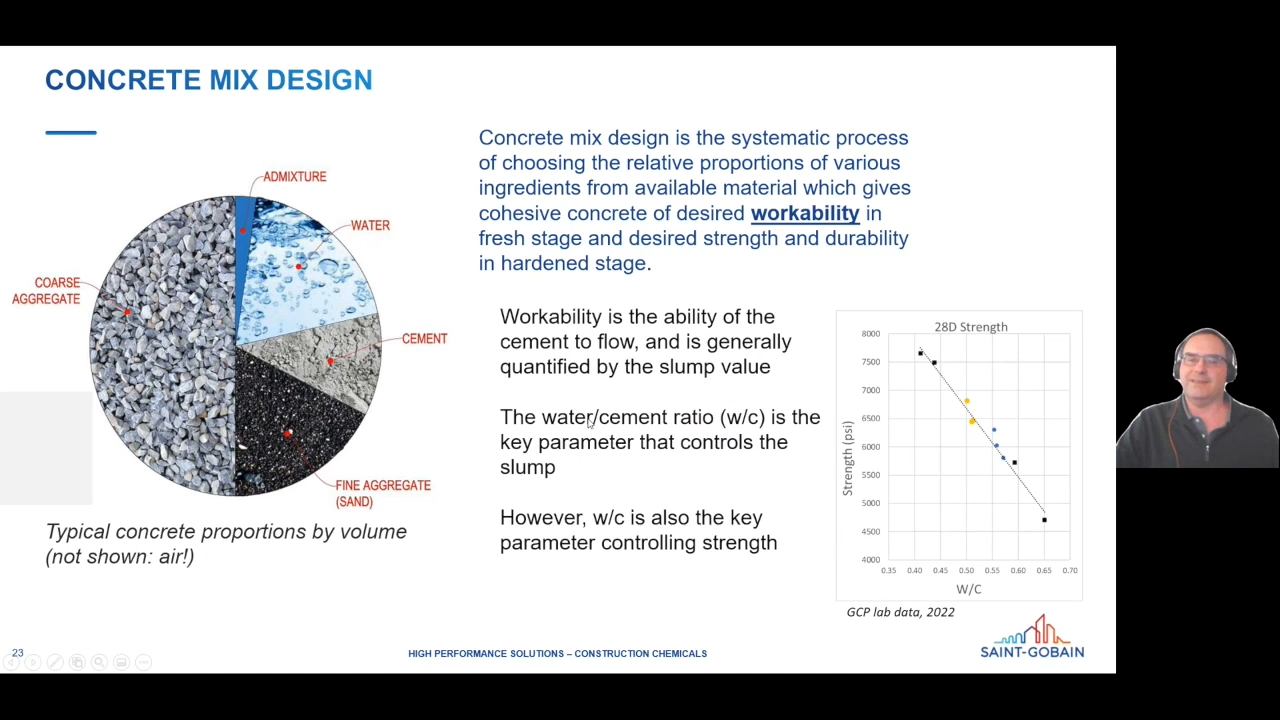 CONCRETE MIX DESIGN
ADMIXTURE
WATER
COARSE
AGGREGATE
CEMENT
FINE AGGREGATE
(SAND)
Typical concrete proportions by volume
(not shown: air!)
Concrete mix design is the systematic process
of choosing the relative proportions of various
ingredients from available material which gives
cohesive concrete of desired workability in
fresh stage and desired strength and durability
in hardened stage.
Workability is the ability of the
cement to flow, and is generally
quantified by the slump value
The water/cement ratio (w/c) is the
key parameter that controls the
slump
However, w/c is also the key
parameter controlling strength
28D Strength
Strength (psi)
8000
7500
7000
6500
6000
5500
5000
4500
4000
0.35 0.40 0.45 0.50 0.55 0.60 0.65 0.70
W/C
GCP lab data, 2022
SAINT-GOBAIN
23
HIGH PERFORMANCE SOLUTIONS – CONSTRUCTION CHEMICALS